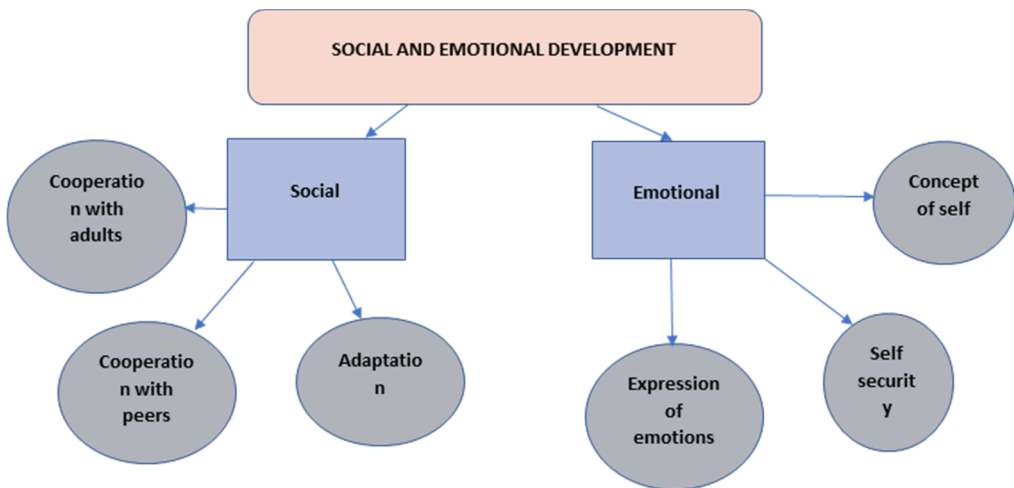 SOCIAL AND EMOTIONAL DEVELOPMENT
Social
Emotional
Cooperatio
n with
adults
Concept
of self
Cooperatio
n with
peers
Adaptatio
n
Expression
of
emotions
Self
securit
y